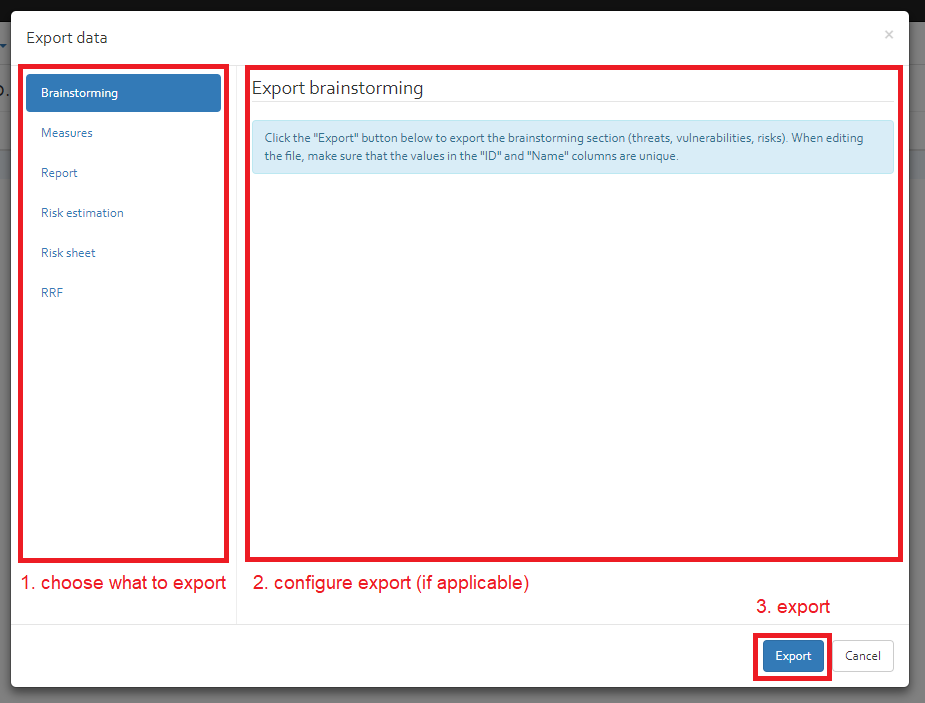 Export data
×
Brainstorming
Measures
Report
Risk estimation
Risk sheet
RRF
Export brainstorming
Click the "Export" button below to export the brainstorming section (threats, vulnerabilities, risks). When editing
the file, make sure that the values in the "ID" and "Name" columns are unique.
1. choose what to export
2. configure export (if applicable)
3. export
Export
Cancel